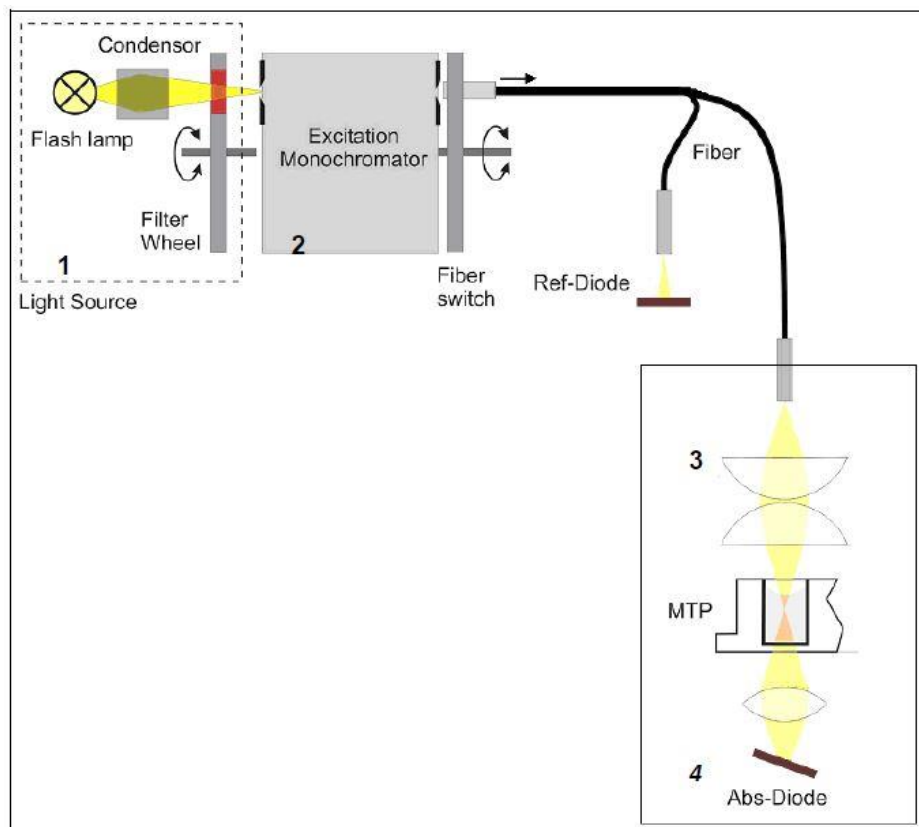 Condensor
Flash lamp
Filter
Wheel
1
Light Source
Excitation
Monochromator
2
Fiber
switch
Fiber
Ref-Diode
3
MTP
4
Abs-Diode